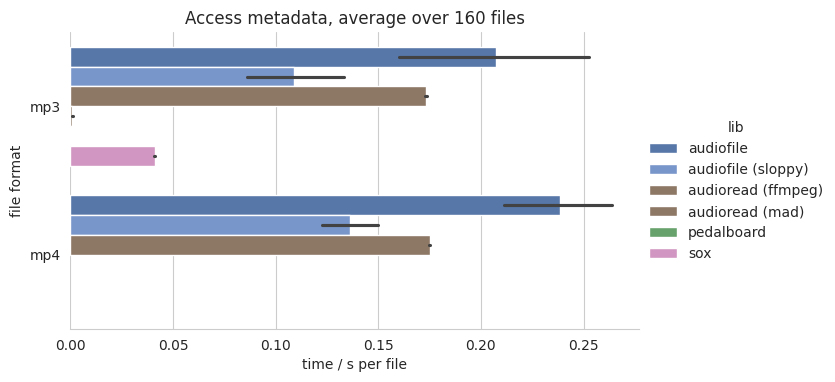 Access metadata, average over 160 files
file format
mp3
mp4
0.00 0.05 0.10 0.15 0.20 0.25
time / s per file
lib
audiofile
audiofile (sloppy)
audioread (ffmpeg)
audioread (mad)
pedalboard
sox